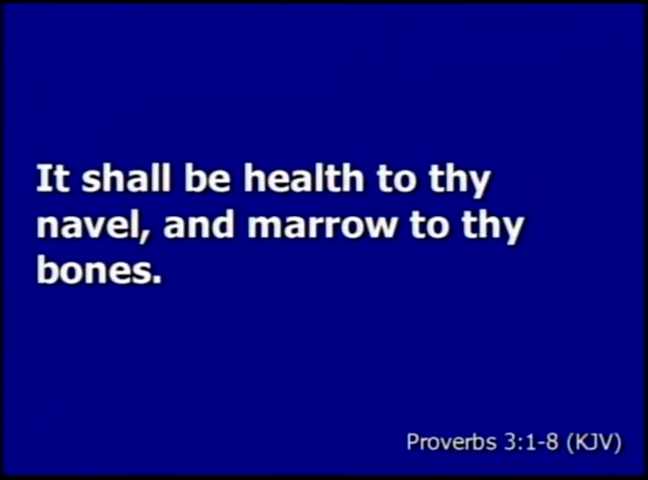 It shall be health to thy
navel, and marrow to thy
bones.
Proverbs 3:1-8 (KJV)